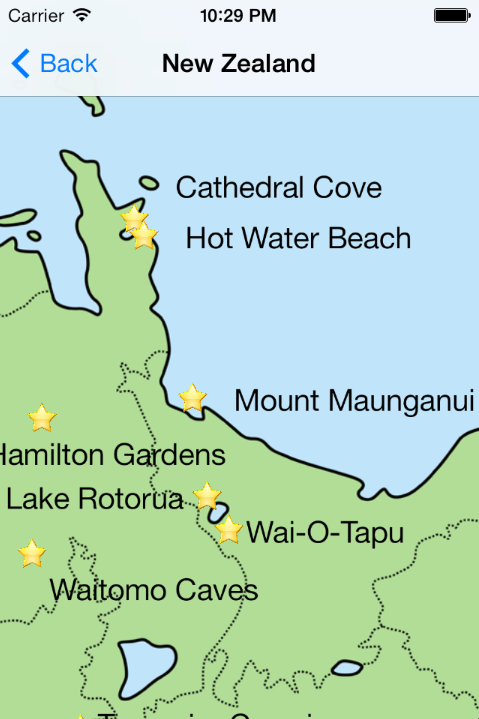 Carrier 10:29 PM
Back New Zealand
Cathedral Cove
Hot Water Beach
Mount Maunganui
Hamilton Gardens
Lake Rotorua
Wai-O-Tapu
Waitomo Caves